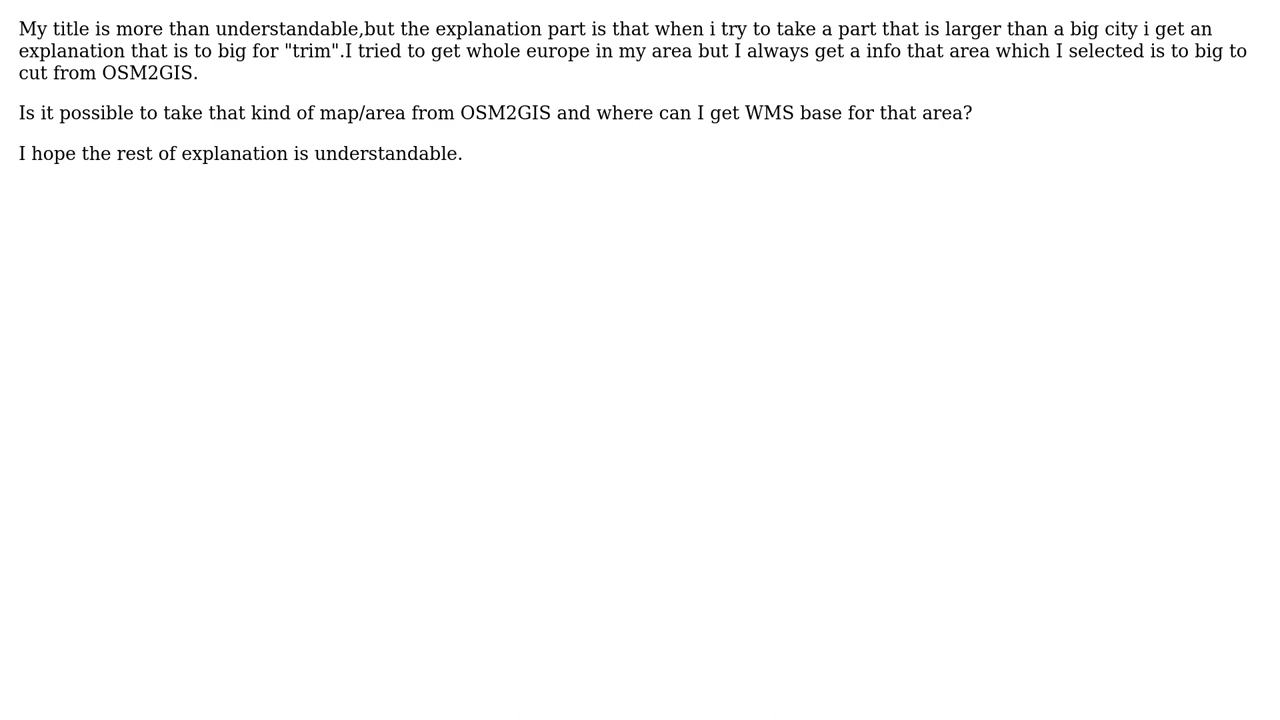 My title is more than understandable,but the explanation part is that when i try to take a part that is larger than a big city i get an
explanation that is to big for "trim".I tried to get whole europe in my area but I always get a info that area which I selected is to big to
cut from OSM2GIS.
Is it possible to take that kind of map/area from OSM2GIS and where can I get WMS base for that area?
I hope the rest of explanation is understandable.